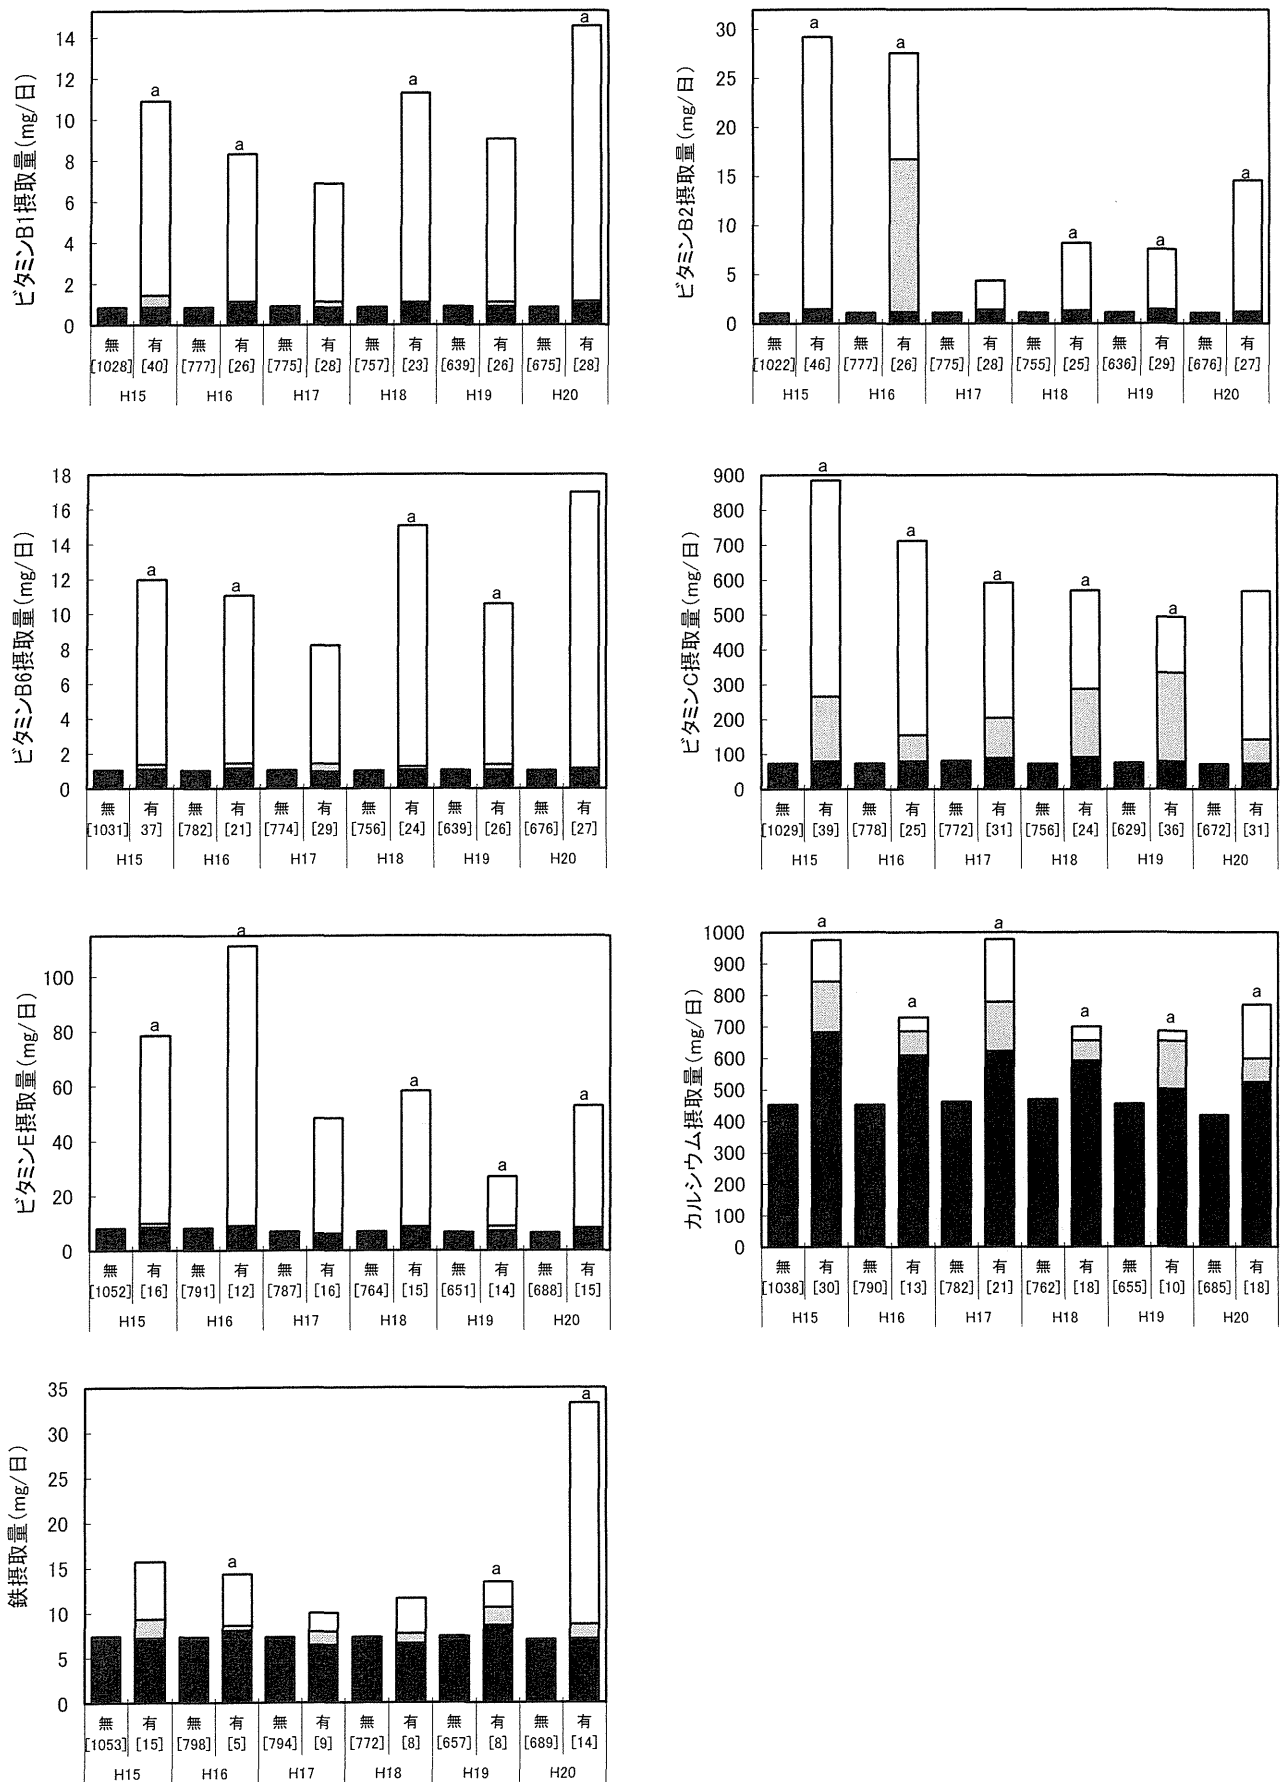 ビタミンB1摂取量(mg/日)
14
12
10
8
6
4
2
0
a a a a
無 有 無 有 無 有 無 有 無 有 無 有
[1028] [40] [777] [26] [775] [28] [757] [23] [639] [26] [675] [28]
H15 H16 H17 H18 H19 H20
ビタミンB2摂取量(mg/日)
30
25
20
15
10
5
0
a a a a a
無 有 無 有 無 有 無 有 無 有 無 有
[1022] [46] [777] [26] [775] [28] [755] [25] [636] [29] [676] [27]
H15 H16 H17 H18 H19 H20
ビタミンB6摂取量(mg/日)
18
16
14
12
10
8
6
4
2
0
a a a a
無 有 無 有 無 有 無 有 無 有 無 有
[1031] 37] [782] [21] [774] [29] [756] [24] [639] [26] [676] [27]
H15 H16 H17 H18 H19 H20
ビタミンC摂取量(mg/日)
900
800
700
600
500
400
300
200
100
0
a a a a a
無 有 無 有 無 有 無 有 無 有 無 有
[1029] [39] [778] [25] [772] [31] [756] [24] [629] [36] [672] [31]
H15 H16 H17 H18 H19 H20
ビタミンE摂取量(mg/日)
100
80
60
40
20
0
a a a a a
無 有 無 有 無 有 無 有 無 有 無 有
[1052] [16] [791] [12] [787] [16] [764] [15] [651] [14] [688] [15]
H15 H16 H17 H18 H19 H20
カルシウム摂取量(mg/日)
1000
900
800
700
600
500
400
300
200
100
0
a a a a a a
無 有 無 有 無 有 無 有 無 有 無 有
[1038] [30] [790] [13] [782] [21] [762] [18] [655] [10] [685] [18]
H15 H16 H17 H18 H19 H20
鉄摂取量(mg/日)
35
30
25
20
15
10
5
0
a a a
無 有 無 有 無 有 無 有 無 有 無 有
[1053] [15] [798] [5] [794] [9] [772] [8] [657] [8] [689] [14]
H15 H16 H17 H18 H19 H20